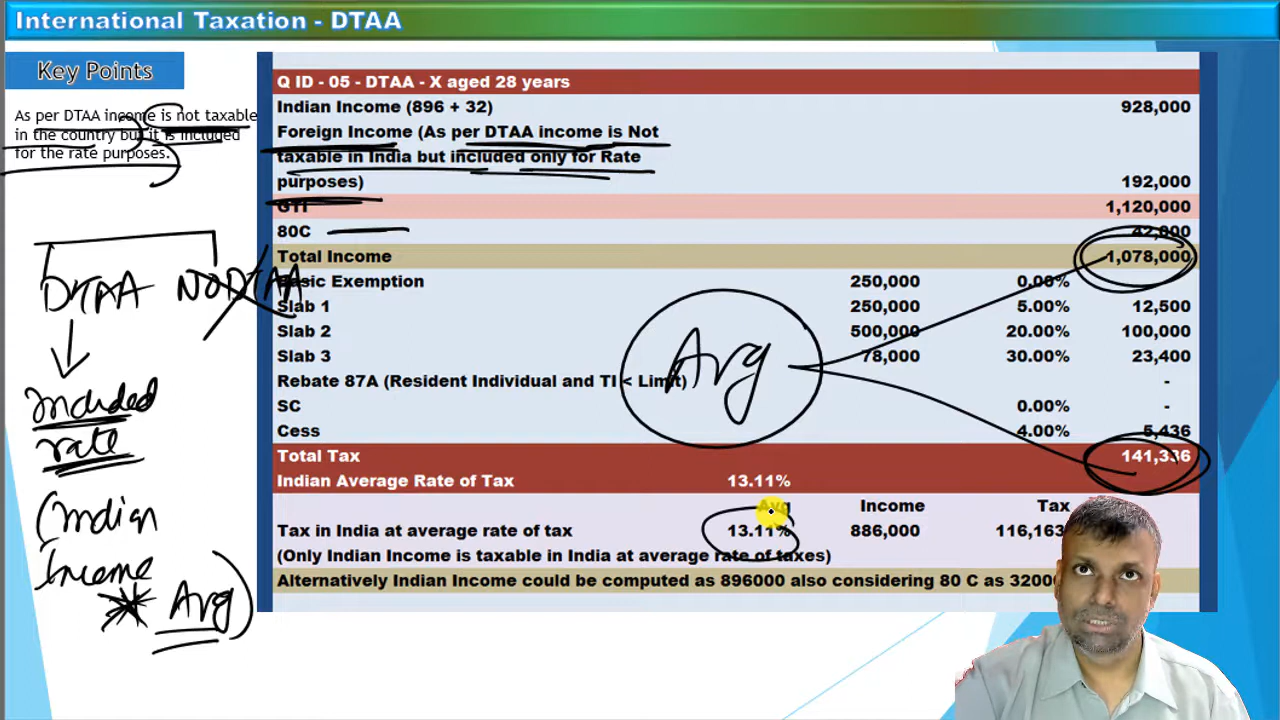 International Taxation - DTAA
Key Points
As per DTAA income is not taxable
in the country but it is included
for the rate purposes.
DTAA NO DTAA
included
rate
(Indian
Income
* Avg)
Q ID - 05 - DTAA - X aged 28 years
Indian Income (896 + 32) 928,000
Foreign Income (As per DTAA income is Not
taxable in India but included only for Rate
purposes) 192,000
GTI 1,120,000
80C 42,000
Total Income 1,078,000
Basic Exemption 250,000 0.00%
Slab 1 250,000 5.00% 12,500
Slab 2 500,000 20.00% 100,000
Slab 3 78,000 30.00% 23,400
Rebate 87A (Resident Individual and TI < Limit) -
SC 0.00% -
Cess 4.00% 5,436
Total Tax 141,336
Indian Average Rate of Tax 13.11%
Avg Income Tax
Tax in India at average rate of tax 13.11% 886,000 116,163
(Only Indian Income is taxable in India at average rate of taxes)
Alternatively Indian Income could be computed as 896000 also considering 80 C as 32000
Avg